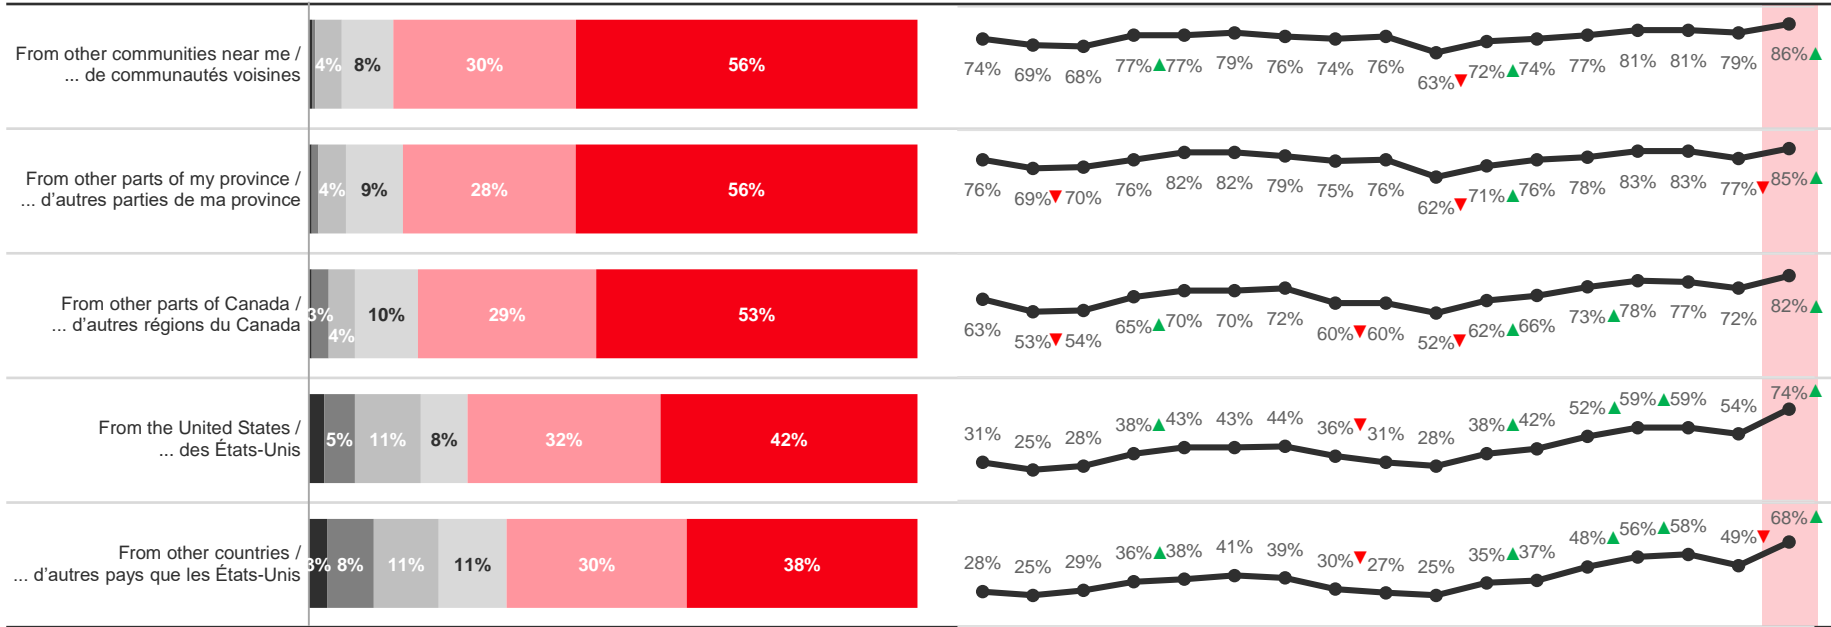 From other communities near me /
... de communautés voisines
4% 8% 30% 56%
74% 69% 68% 77% 77% 79% 76% 74% 76% 63% 72% 74% 77% 81% 81% 79% 86%
From other parts of my province /
... d'autres parties de ma province
4% 9% 28% 56%
76% 69% 70% 76% 82% 82% 79% 75% 76% 62% 71% 76% 78% 83% 83% 77% 85%
From other parts of Canada /
... d'autres régions du Canada
3% 4% 10% 29% 53%
63% 53% 54% 65% 70% 70% 72% 60% 60% 52% 62% 66% 73% 78% 77% 72% 82%
From the United States /
... des États-Unis
5% 11% 8% 32% 42%
31% 25% 28% 38% 43% 43% 44% 36% 31% 28% 38% 42% 52% 59% 59% 54% 74%
From other countries /
... d'autres pays que les États-Unis
3% 8% 11% 11% 30% 38%
28% 25% 29% 36% 38% 41% 39% 30% 27% 25% 35% 37% 48% 56% 58% 49% 68%